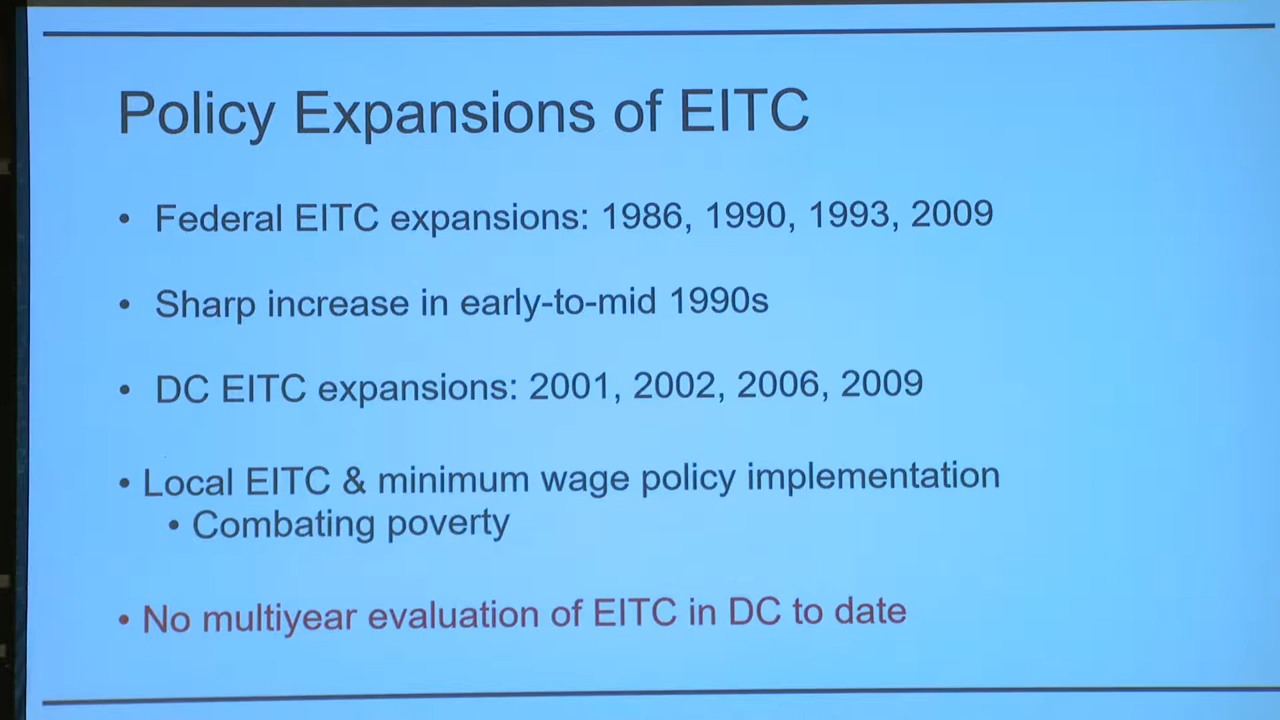 Policy Expansions of EITC
• Federal EITC expansions: 1986, 1990, 1993, 2009
• Sharp increase in early-to-mid 1990s
• DC EITC expansions: 2001, 2002, 2006, 2009
• Local EITC & minimum wage policy implementation
• Combating poverty
• No multiyear evaluation of EITC in DC to date